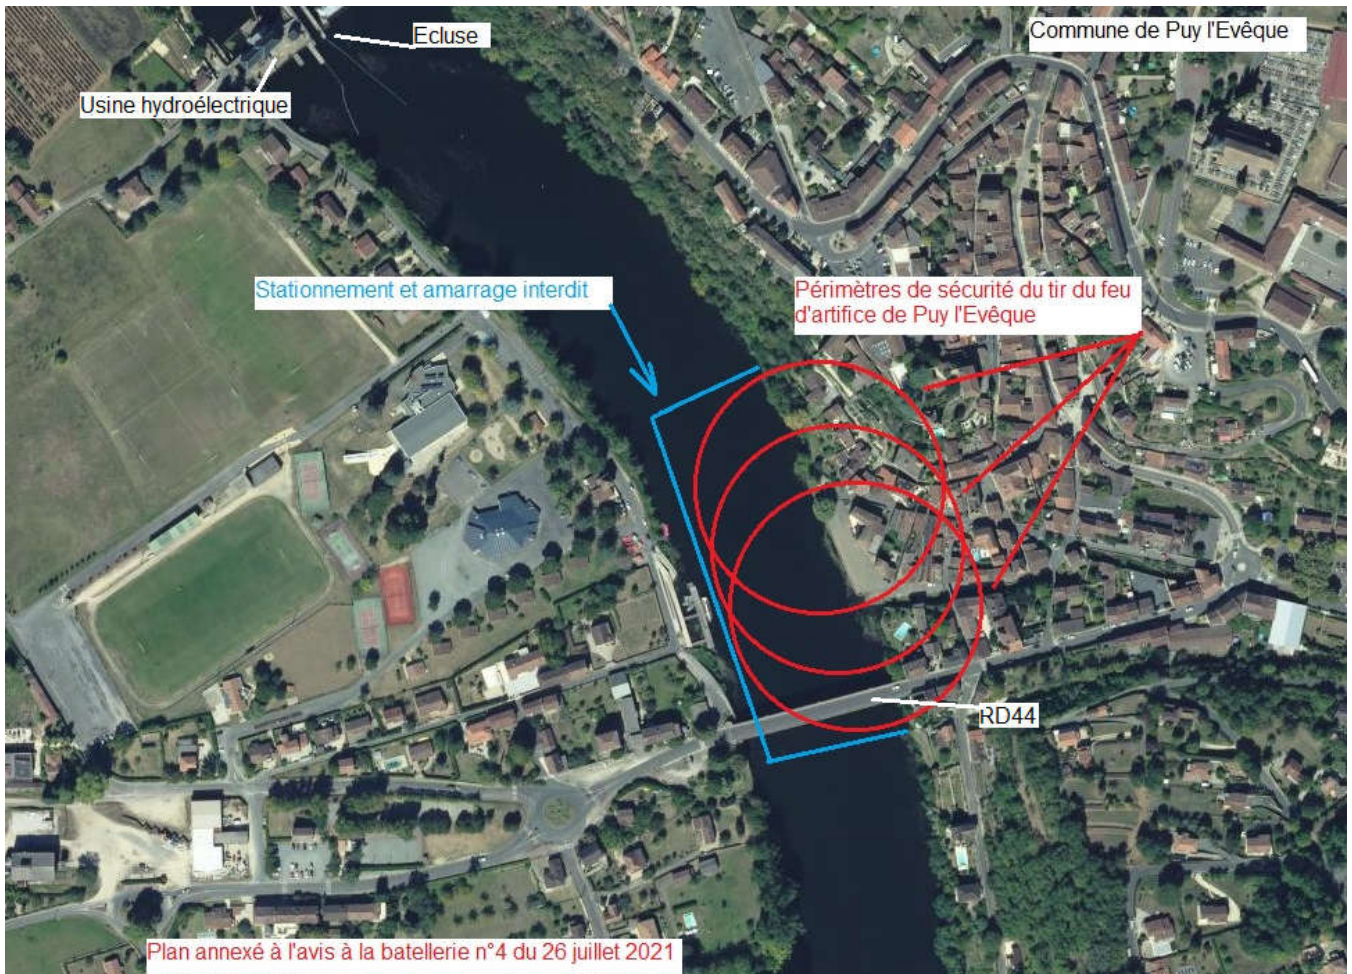 Ecluse
Commune de Puy l'Evêque
Usine hydroélectrique
Stationnement et amarrage interdit
Périmètres de sécurité du tir du feu
d'artifice de Puy l'Evêque
RD44
Plan annexé à l'avis à la batellerie n°4 du 26 juillet 2021